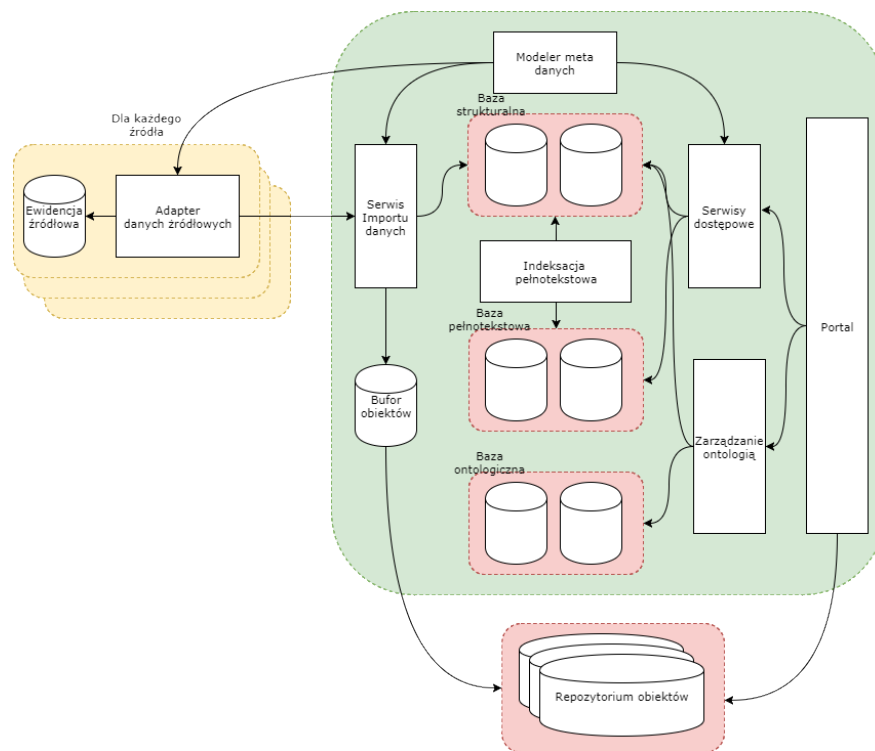 Modeler meta
danych
Baza
strukturalna
Dla każdego
źródła
Ewidencja
źródłowa
Adapter
danych źródłowych
Serwis
Importu
danych
Serwisy
dostępowe
Indeksacja
pełnotekstowa
Baza
pełnotekstowa
Portal
Bufor
obiektów
Zarządzanie
ontologią
Baza
ontologiczna
Repozytorium obiektów